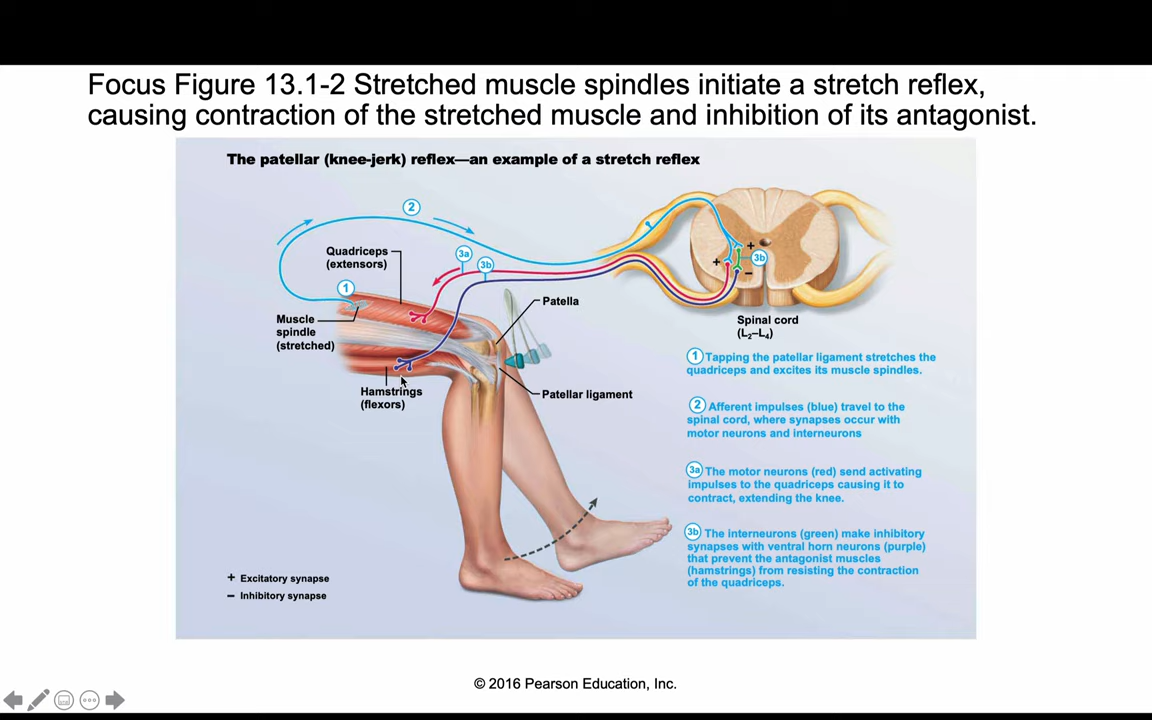 Focus Figure 13.1-2 Stretched muscle spindles initiate a stretch reflex,
causing contraction of the stretched muscle and inhibition of its antagonist.
The patellar (knee-jerk) reflex—an example of a stretch reflex
2
Quadriceps
(extensors)
3a
3b
1
Muscle
spindle
(stretched)
Hamstrings
(flexors)
Patella
Patellar ligament
+
+
3b
–
Spinal cord
(L2–L4)
1 Tapping the patellar ligament stretches the
quadriceps and excites its muscle spindles.
2 Afferent impulses (blue) travel to the
spinal cord, where synapses occur with
motor neurons and interneurons
3a The motor neurons (red) send activating
impulses to the quadriceps causing it to
contract, extending the knee.
3b The interneurons (green) make inhibitory
synapses with ventral horn neurons (purple)
that prevent the antagonist muscles
(hamstrings) from resisting the contraction
of the quadriceps.
+ Excitatory synapse
– Inhibitory synapse
© 2016 Pearson Education, Inc.